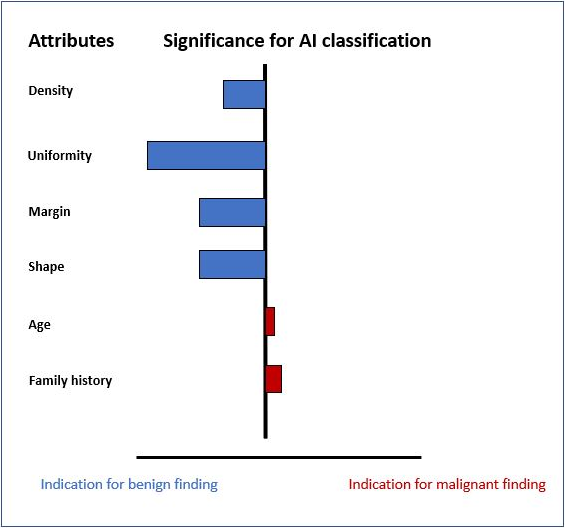 Attributes
Significance for AI classification
Density
Uniformity
Margin
Shape
Age
Family history
Indication for benign finding
Indication for malignant finding